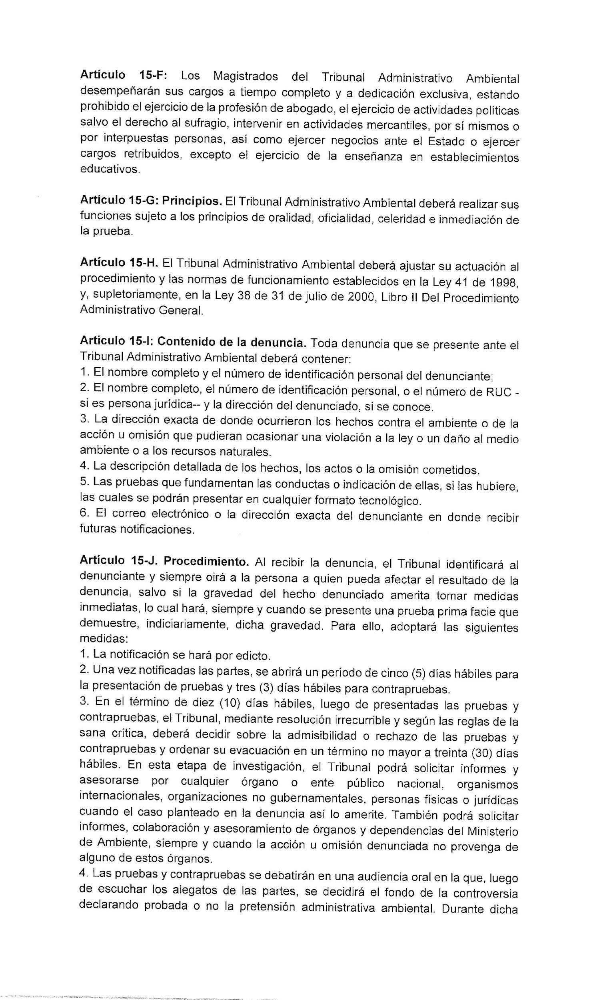 Artículo 15-F: Los Magistrados del Tribunal Administrativo Ambiental
desempeñarán sus cargos a tiempo completo y a dedicación exclusiva, estando
prohibido el ejercicio de la profesión de abogado, el ejercicio de actividades políticas
salvo el derecho al sufragio, intervenir en actividades mercantiles, por sí mismos o
por interpuestas personas, así como ejercer negocios ante el Estado o ejercer
cargos retribuidos, excepto el ejercicio de la enseñanza en establecimientos
educativos.
Artículo 15-G: Principios. El Tribunal Administrativo Ambiental deberá realizar sus
funciones sujeto a los principios de oralidad, oficialidad, celeridad e inmediación de
la prueba.
Artículo 15-H. El Tribunal Administrativo Ambiental deberá ajustar su actuación al
procedimiento y las normas de funcionamiento establecidos en la Ley 41 de 1998,
y, supletoriamente, en la Ley 38 de 31 de julio de 2000, Libro II Del Procedimiento
Administrativo General.
Artículo 15-I: Contenido de la denuncia. Toda denuncia que se presente ante el
Tribunal Administrativo Ambiental deberá contener:
1. El nombre completo y el número de identificación personal del denunciante;
2. El nombre completo, el número de identificación personal, o el número de RUC -
si es persona jurídica-- y la dirección del denunciado, si se conoce.
3. La dirección exacta de donde ocurrieron los hechos contra el ambiente o de la
acción u omisión que pudieran ocasionar una violación a la ley o un daño al medio
ambiente o a los recursos naturales.
4. La descripción detallada de los hechos, los actos o la omisión cometidos.
5. Las pruebas que fundamentan las conductas o indicación de ellas, si las hubiere,
las cuales se podrán presentar en cualquier formato tecnológico.
6. El correo electrónico o la dirección exacta del denunciante en donde recibir
futuras notificaciones.
Artículo 15-J. Procedimiento. Al recibir la denuncia, el Tribunal identificará al
denunciante y siempre oirá a la persona a quien pueda afectar el resultado de la
denuncia, salvo si la gravedad del hecho denunciado amerita tomar medidas
inmediatas, lo cual hará, siempre y cuando se presente una prueba prima facie que
demuestre, indiciariamente, dicha gravedad. Para ello, adoptará las siguientes
medidas:
1. La notificación se hará por edicto.
2. Una vez notificadas las partes, se abrirá un período de cinco (5) días hábiles para
la presentación de pruebas y tres (3) días hábiles para contrapruebas.
3. En el término de diez (10) días hábiles, luego de presentadas las pruebas y
contrapruebas, el Tribunal, mediante resolución irrecurrible y según las reglas de la
sana crítica, deberá decidir sobre la admisibilidad o rechazo de las pruebas y
contrapruebas y ordenar su evacuación en un término no mayor a treinta (30) días
hábiles. En esta etapa de investigación, el Tribunal podrá solicitar informes y
asesorarse por cualquier órgano o ente público nacional, organismos
internacionales, organizaciones no gubernamentales, personas físicas o jurídicas
cuando el caso planteado en la denuncia así lo amerite. También podrá solicitar
informes, colaboración y asesoramiento de órganos y dependencias del Ministerio
de Ambiente, siempre y cuando la acción u omisión denunciada no provenga de
alguno de estos órganos.
4. Las pruebas y contrapruebas se debatirán en una audiencia oral en la que, luego
de escuchar los alegatos de las partes, se decidirá el fondo de la controversia
declarando probada o no la pretensión administrativa ambiental. Durante dicha